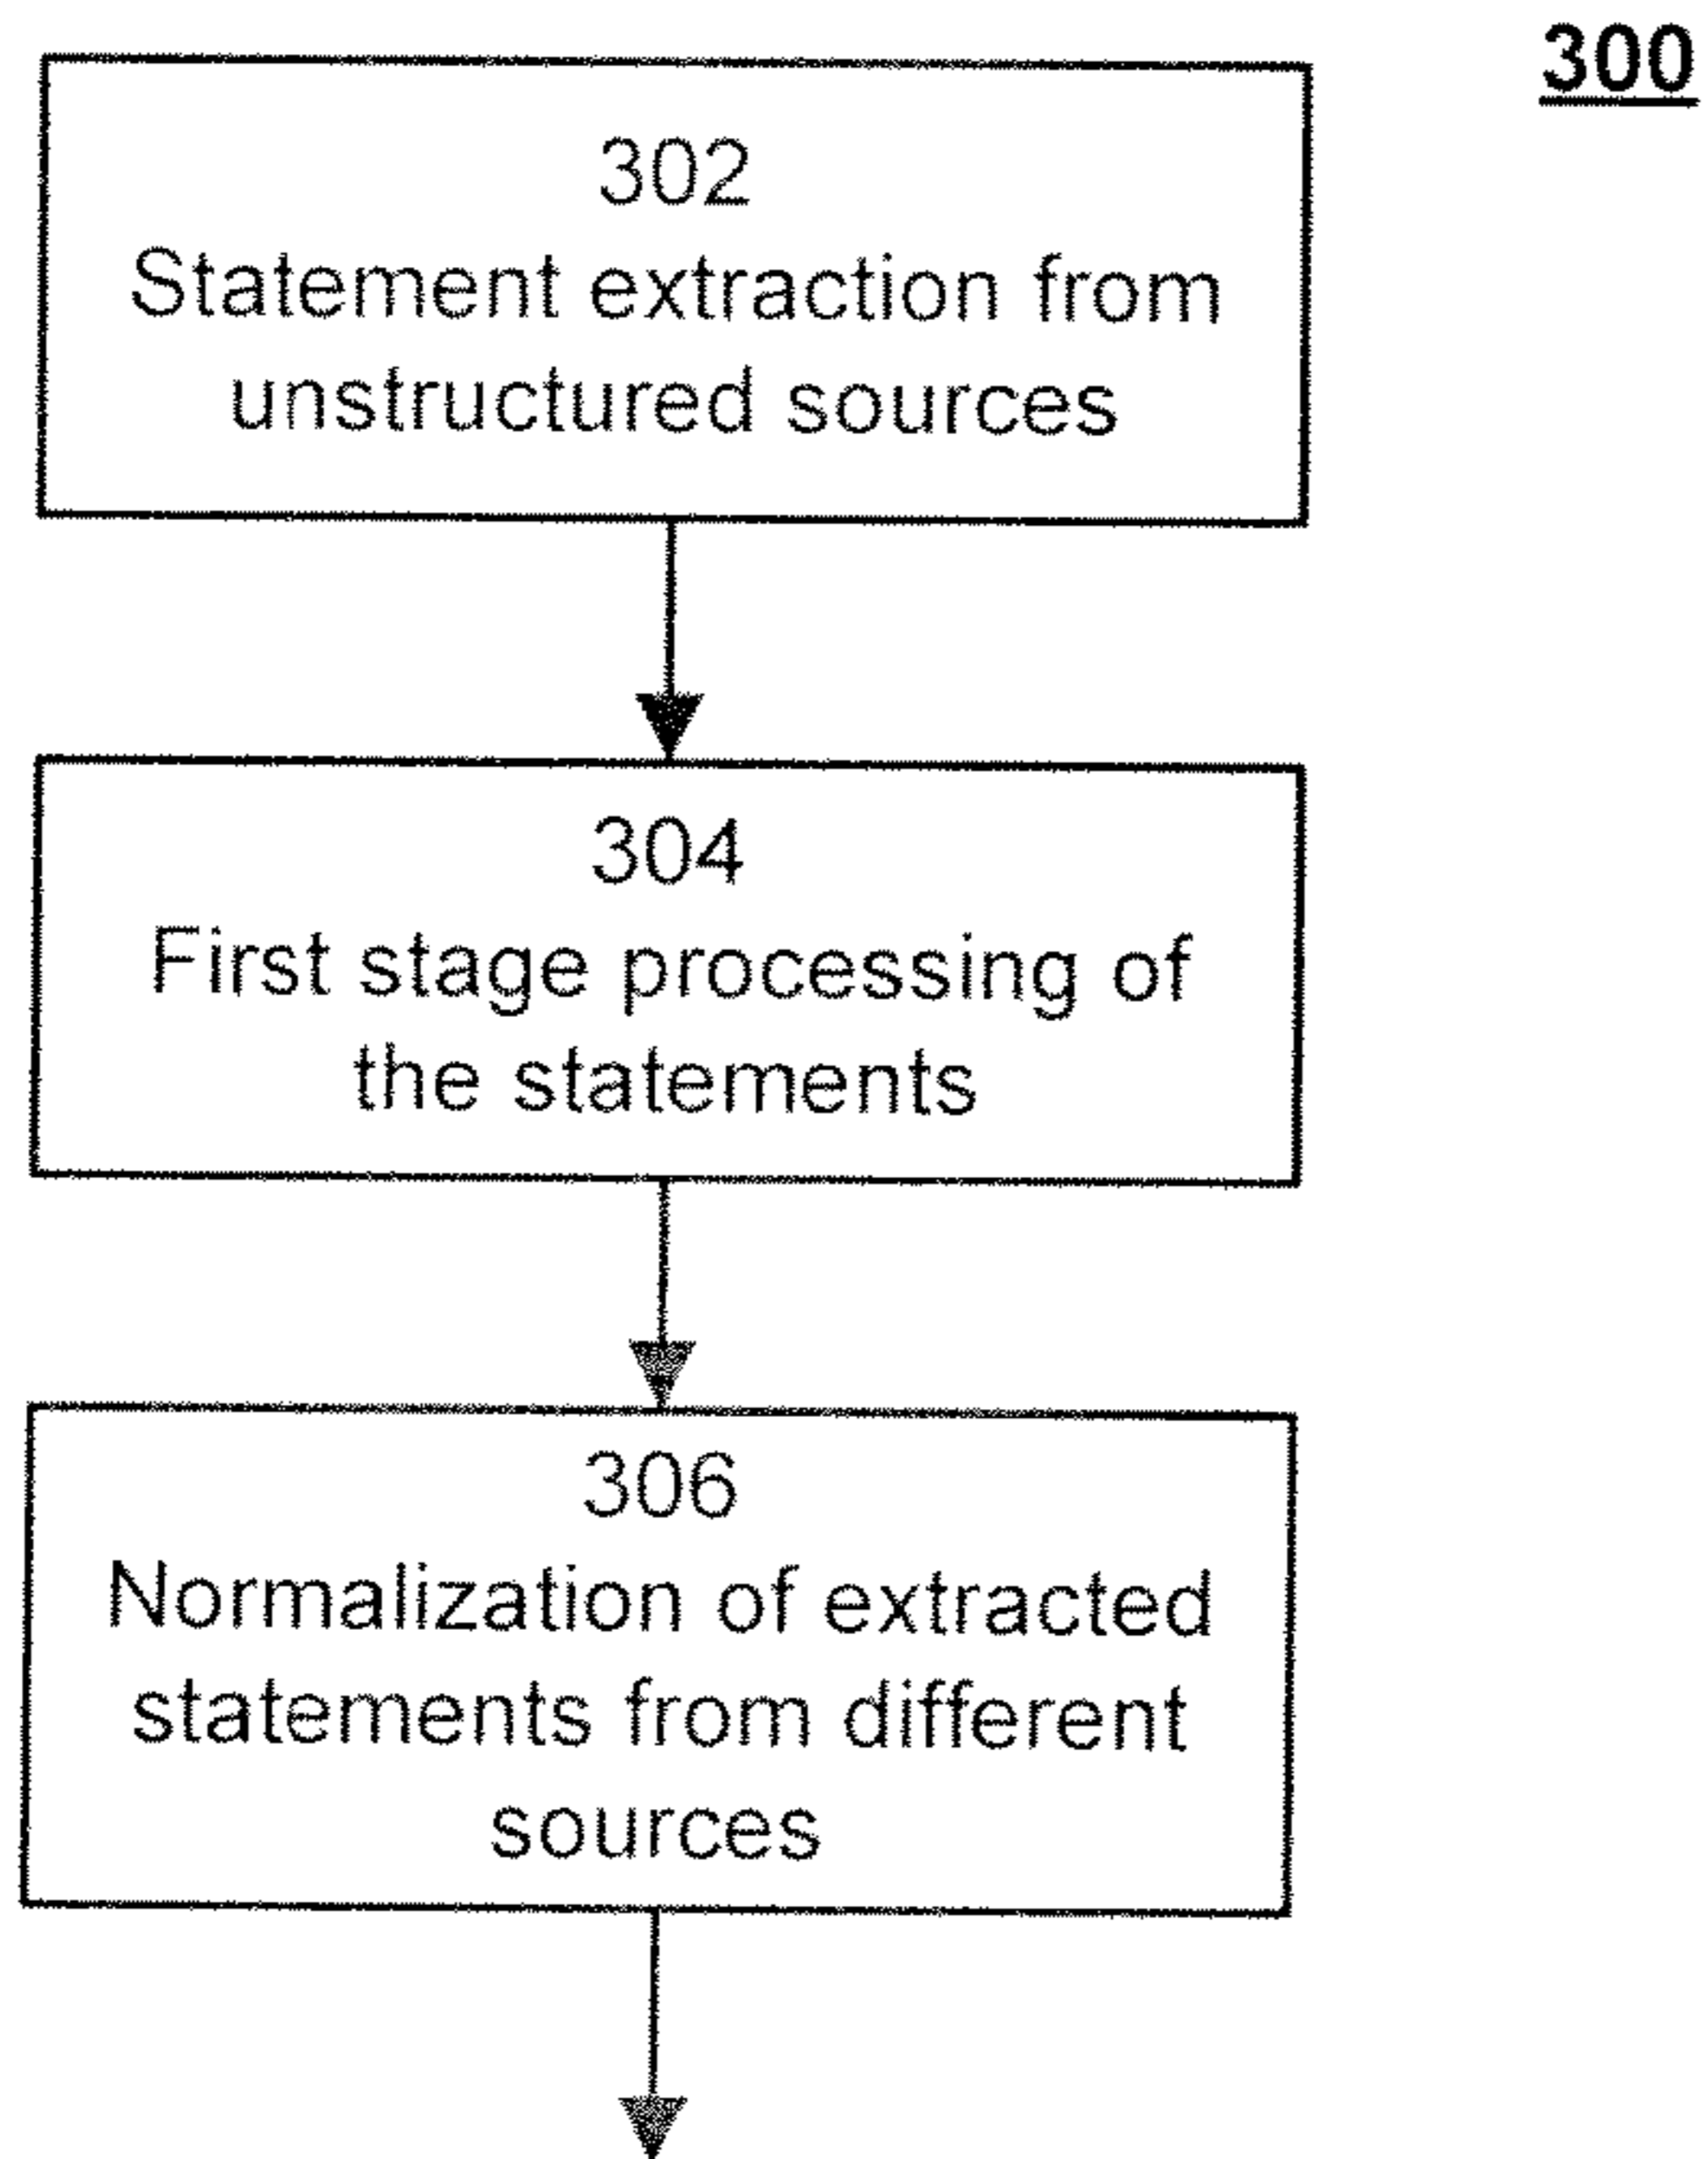 300
302
Statement extraction from
unstructured sources
304
First stage processing of
the statements
306
Normalization of extracted
statements from different
sources